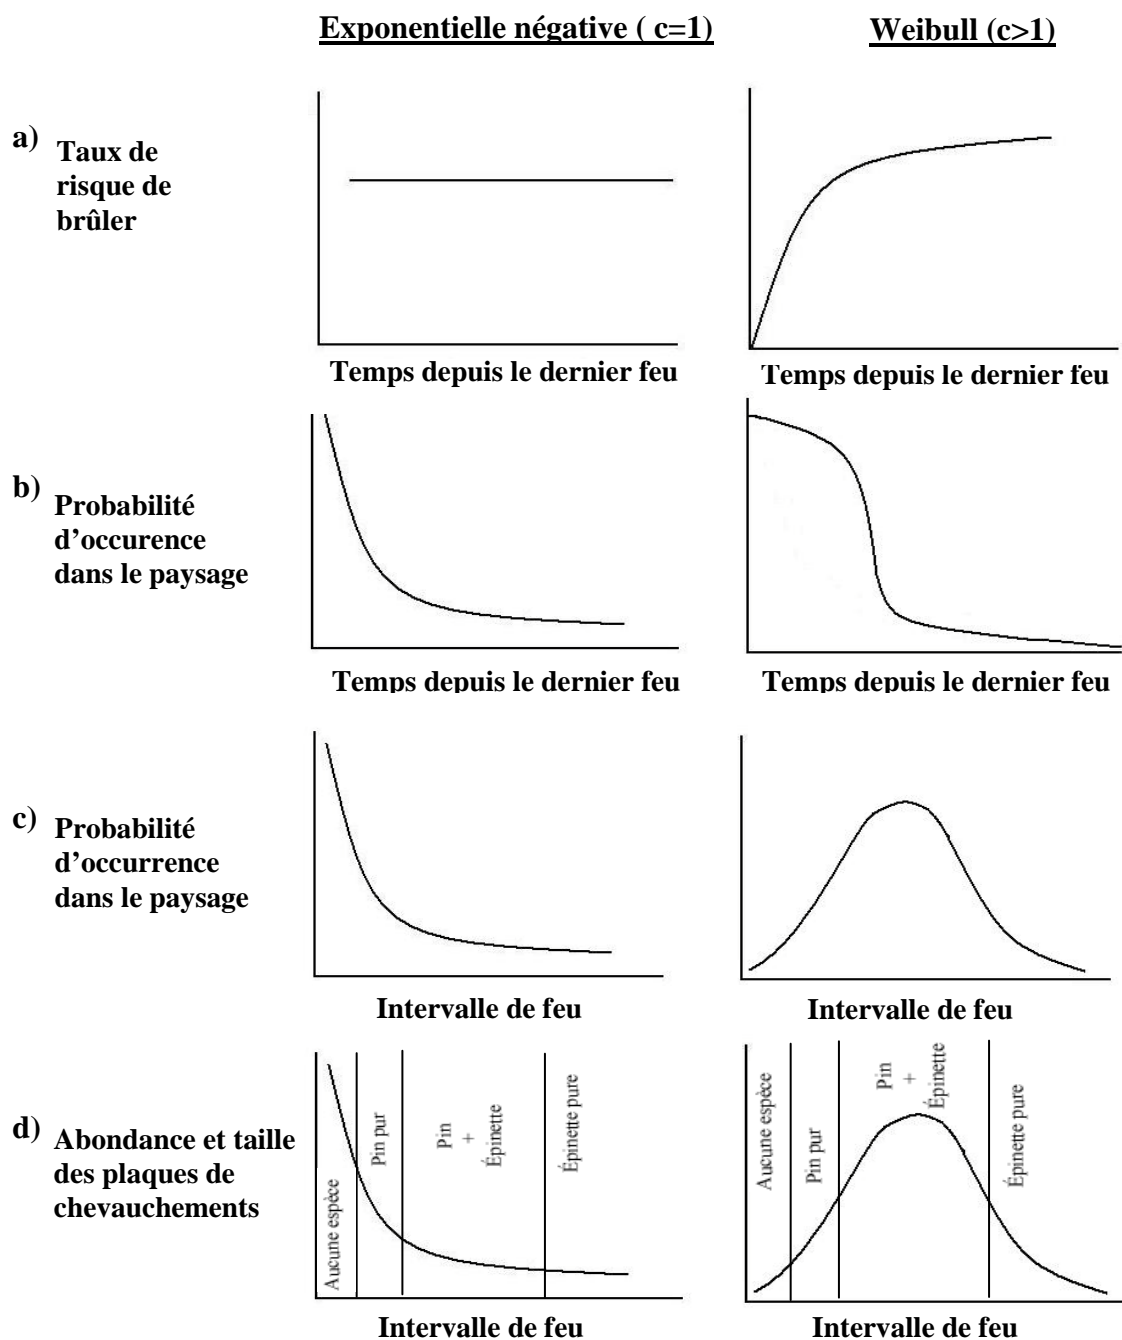 Exponentielle négative ( c=1)
Weibull (c>1)
a)
Taux de
risque de
brûler
Temps depuis le dernier feu
Temps depuis le dernier feu
b)
Probabilité
d’occurence
dans le paysage
Temps depuis le dernier feu
Temps depuis le dernier feu
c)
Probabilité
d’occurrence
dans le paysage
Intervalle de feu
Intervalle de feu
d)
Abondance et taille
des plaques de
chevauchements
Aucune espèce
Pin pur
Pin
+
Épinette
Épinette pure
Intervalle de feu
Aucune espèce
Pin pur
Pin
+
Épinette
Épinette pure
Intervalle de feu